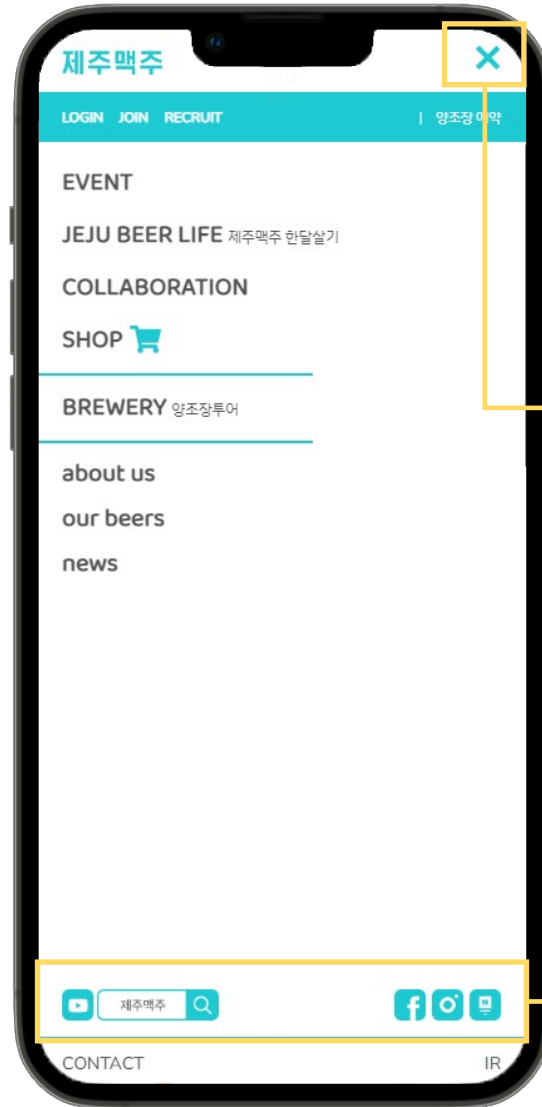 제주맥주
LOGIN JOIN RECRUIT | 양조장 예약
EVENT
JEJU BEER LIFE 제주맥주 한달살기
COLLABORATION
SHOP
BREWERY 양조장투어
about us
our beers
news
제주맥주
CONTACT IR